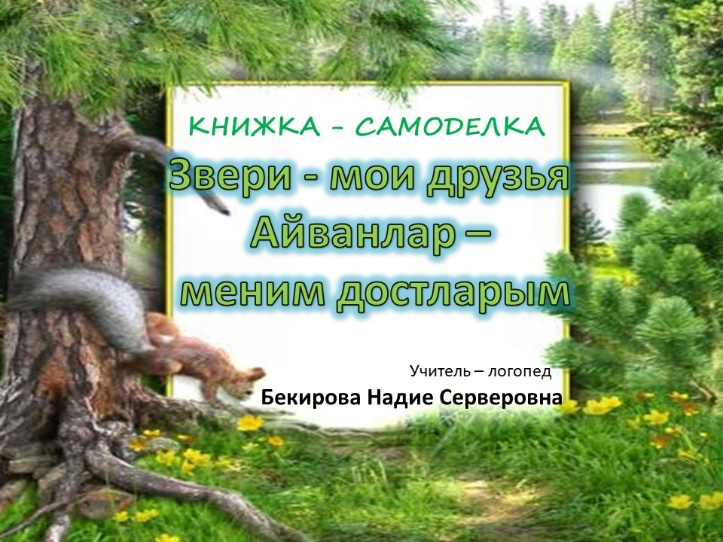 КНИЖКА - САМОДЕЛКА
Звери - мои друзья
Айванлар –
меним достларым
Учитель – логопед
Бекирова Надие Серверовна